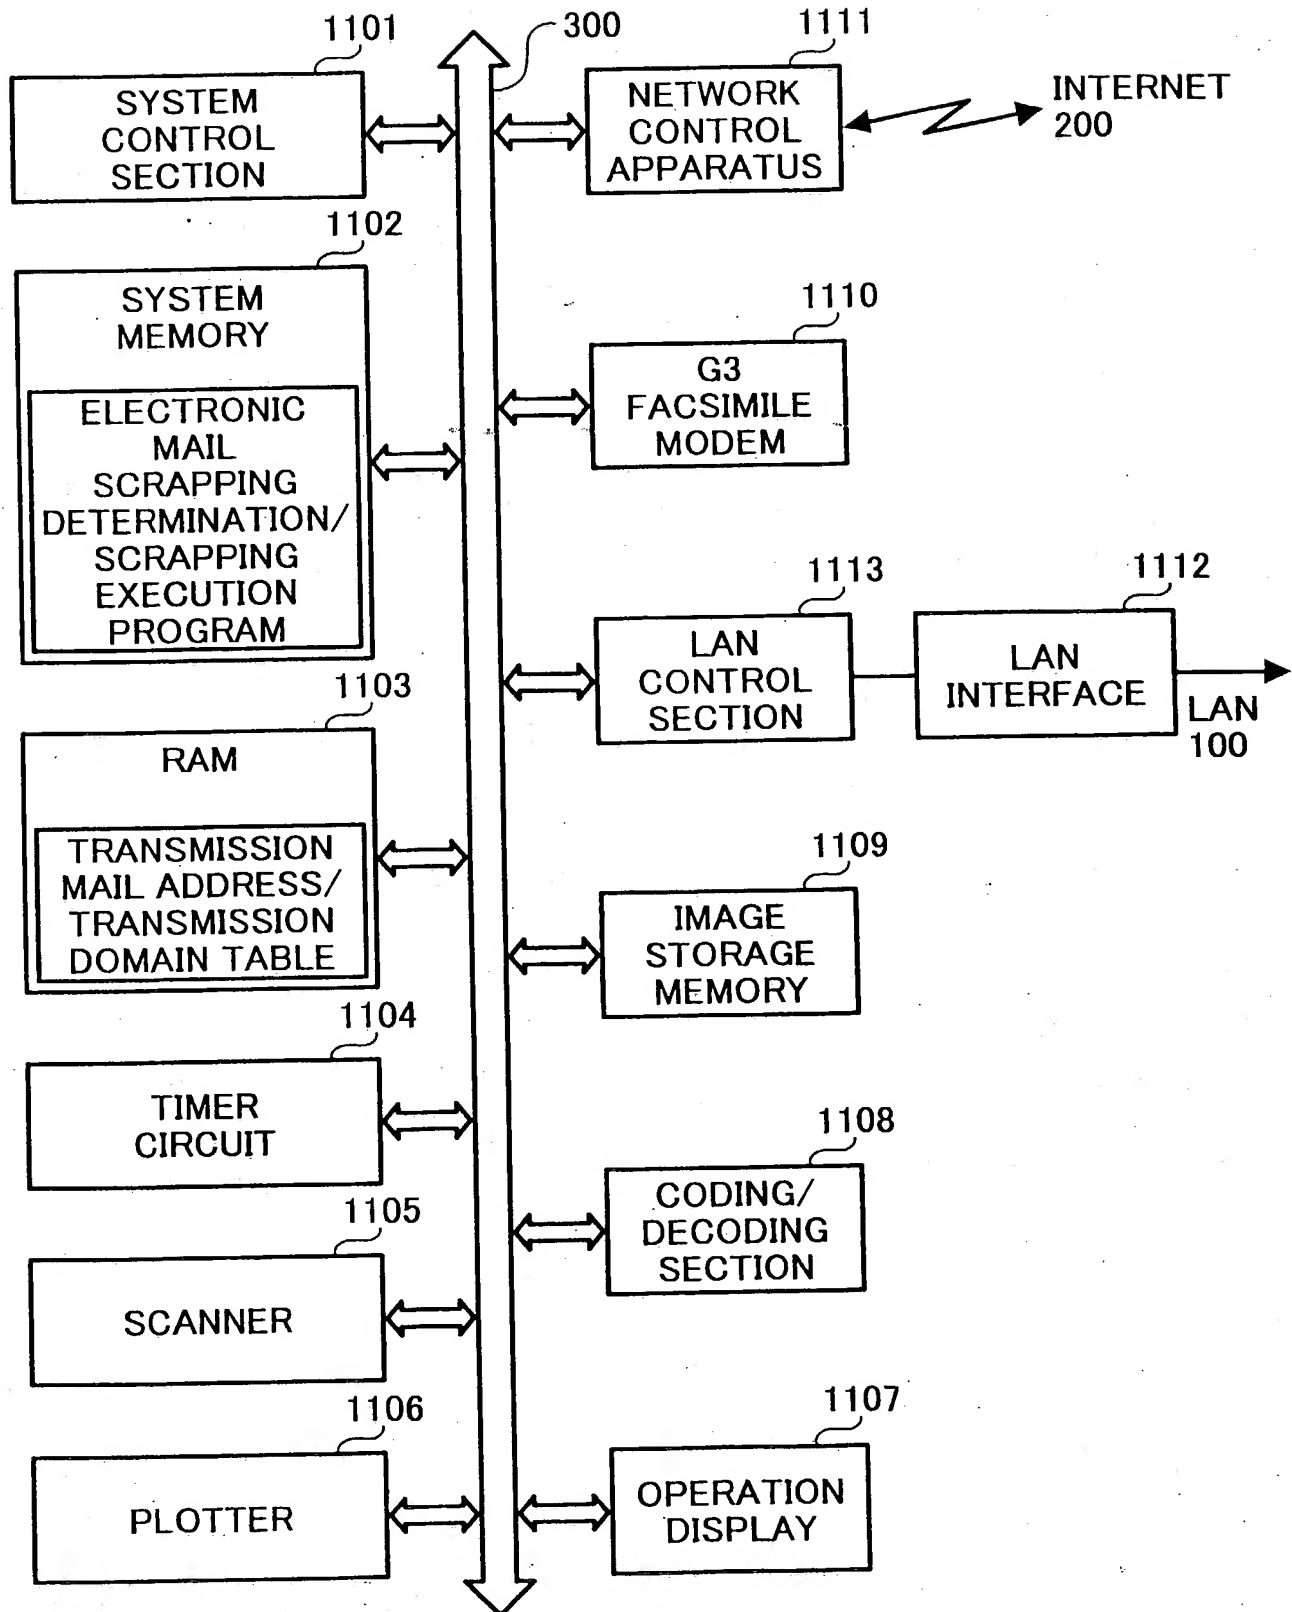 1101
SYSTEM
CONTROL
SECTION
300
1111
NETWORK
CONTROL
APPARATUS
INTERNET
200
1102
SYSTEM
MEMORY
ELECTRONIC
MAIL
SCRAPPING
DETERMINATION/
SCRAPPING
EXECUTION
PROGRAM
1110
G3
FACSIMILE
MODEM
1113
LAN
CONTROL
SECTION
1112
LAN
INTERFACE
LAN
100
1103
RAM
TRANSMISSION
MAIL ADDRESS/
TRANSMISSION
DOMAIN TABLE
1109
IMAGE
STORAGE
MEMORY
1104
TIMER
CIRCUIT
1108
CODING/
DECODING
SECTION
1105
SCANNER
1106
PLOTTER
1107
OPERATION
DISPLAY